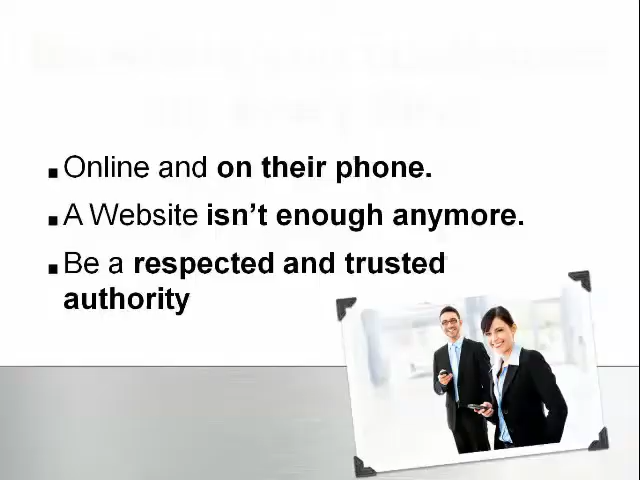 Online and on their phone.
A Website isn't enough anymore.
Be a respected and trusted
authority